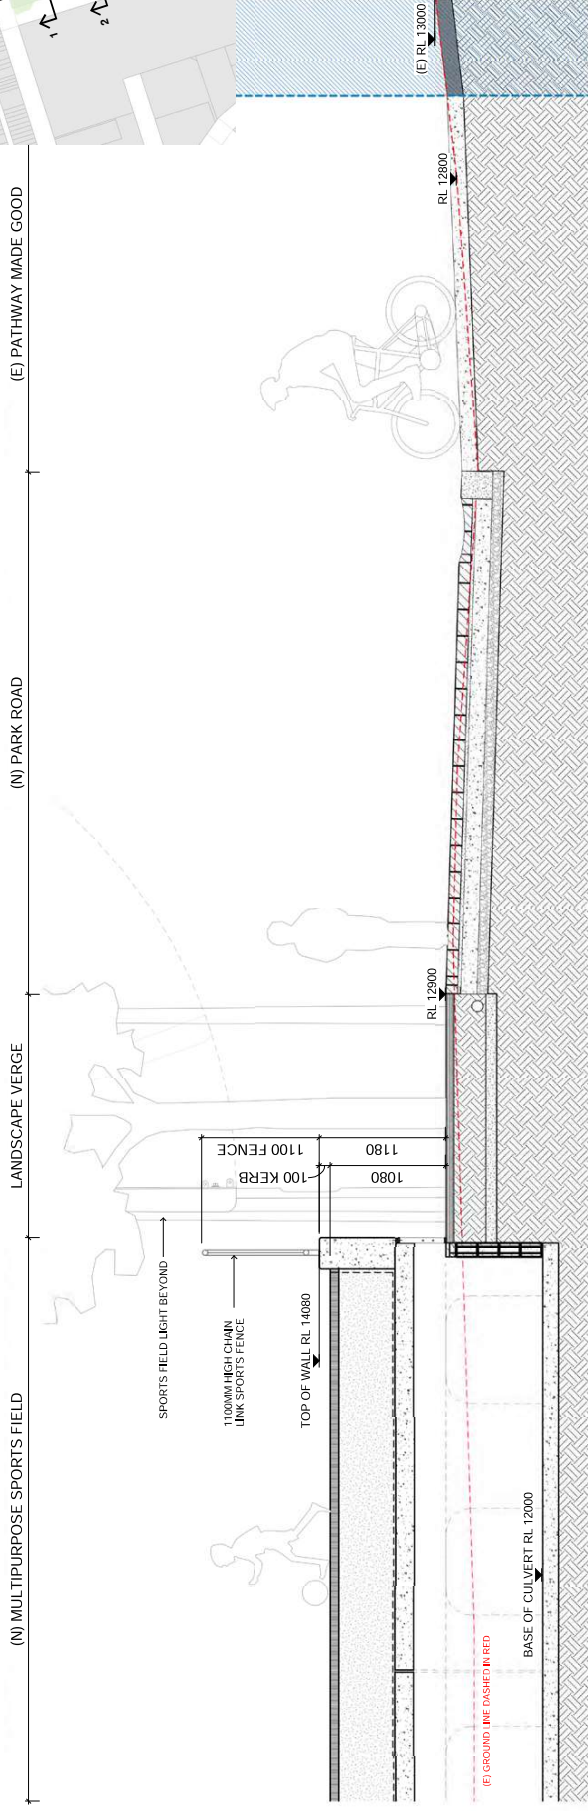 (N) MULTIPURPOSE SPORTS FIELD
LANDSCAPE VERGE
(N) PARK ROAD
(E) PATHWAY MADE GOOD
1
2
SPORTS FIELD LIGHT BEYOND
1100MM HIGH CHAIN
LINK SPORTS FENCE
TOP OF WALL RL 14080
1100 FENCE
100 KERB
1180
1080
RL 12900
RL 12800
(E) RL 13000
(E) GROUND LINE DASHED IN RED
BASE OF CULVERT RL 12000